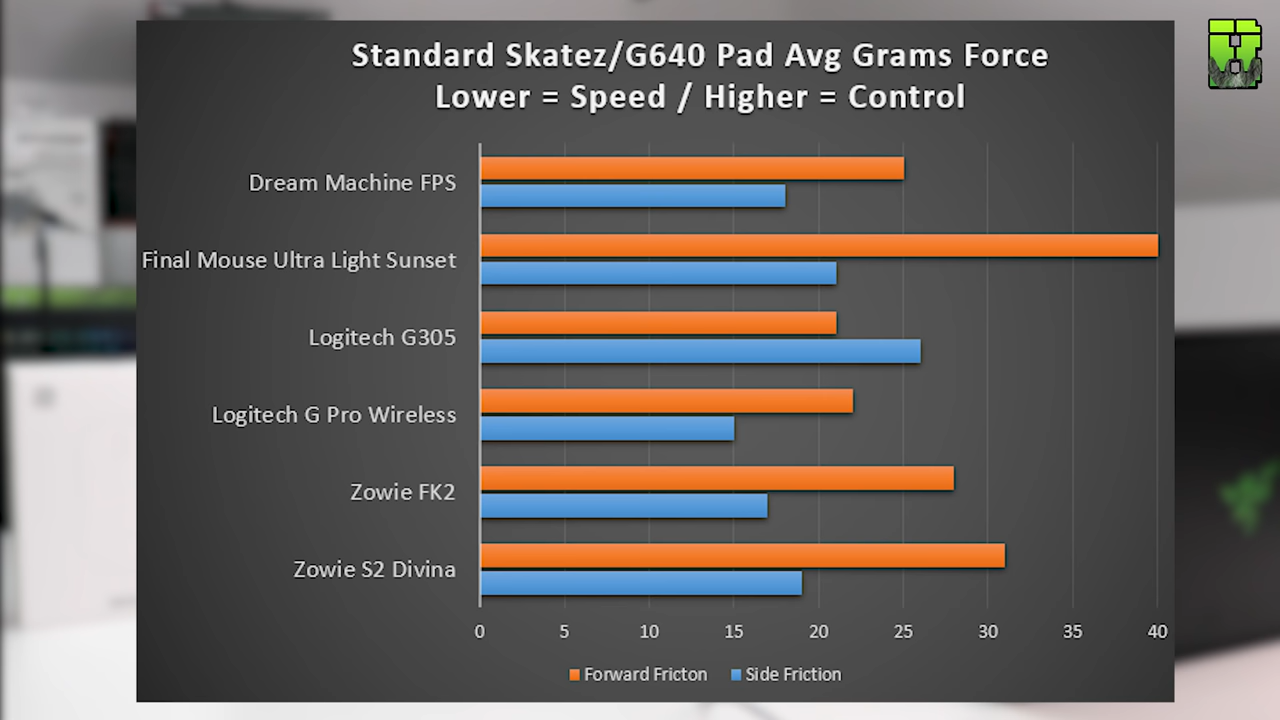 Standard Skatez/G640 Pad Avg Grams Force
Lower = Speed / Higher = Control
Dream Machine FPS
Final Mouse Ultra Light Sunset
Logitech G305
Logitech G Pro Wireless
Zowie FK2
Zowie S2 Divina
0 5 10 15 20 25 30 35 40
Forward Fricton Side Friction